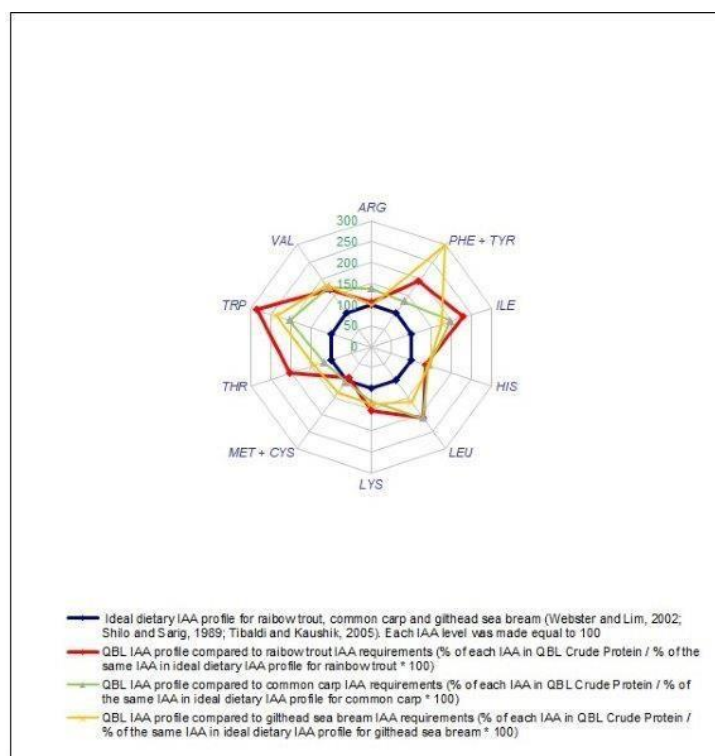 ARG
300
PHE + TYR
250
VAL
200
150
TRP
100
ILE
50
0
THR
HIS
MET + CYS
LEU
LYS
Ideal dietary IAA profile for raibow trout, common carp and gilthead sea bream (Webster and Lim, 2002;
Shilo and Sarig, 1989; Tibaldi and Kaushik, 2005). Each IAA level was made equal to 100
QBL IAA profile compared to raibow trout IAA requirements (% of each IAA in QBL Crude Protein / % of the
same IAA in ideal dietary IAA profile for rainbow trout * 100)
QBL IAA profile compared to common carp IAA requirements (% of each IAA in QBL Crude Protein / % of
the same IAA in ideal dietary IAA profile for common carp * 100)
QBL IAA profile compared to gilthead sea bream IAA requirements (% of each IAA in QBL Crude Protein /
% of the same IAA in ideal dietary IAA profile for gilthead sea bream * 100)